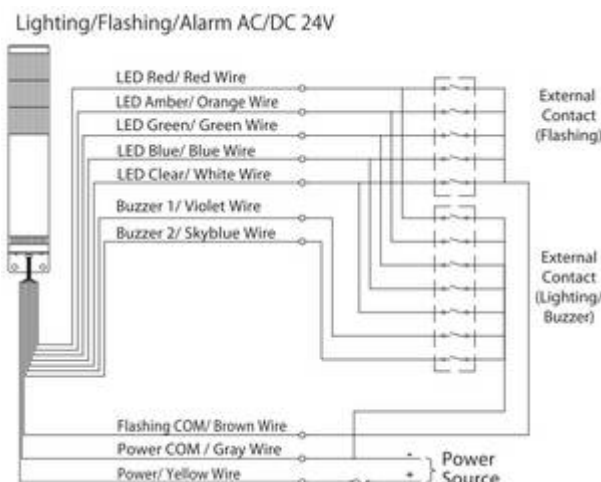 Lighting/Flashing/Alarm AC/DC 24V
LED Red/ Red Wire
LED Amber/ Orange Wire
LED Green/ Green Wire
LED Blue/ Blue Wire
LED Clear/ White Wire
Buzzer 1/ Violet Wire
Buzzer 2/ Skyblue Wire
External
Contact
(Flashing)
External
Contact
(Lighting/
Buzzer)
Flashing COM/ Brown Wire
Power COM / Gray Wire
Power/ Yellow Wire
-
+
Power
Source